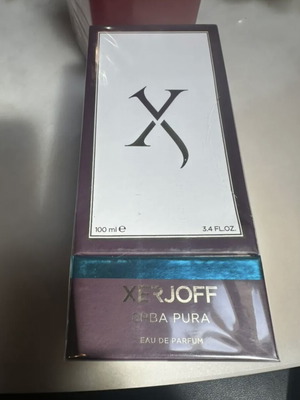 X
100 ml ℮
3.4 FL.OZ.
XERJOFF
ERBA PURA
EAU DE PARFUM